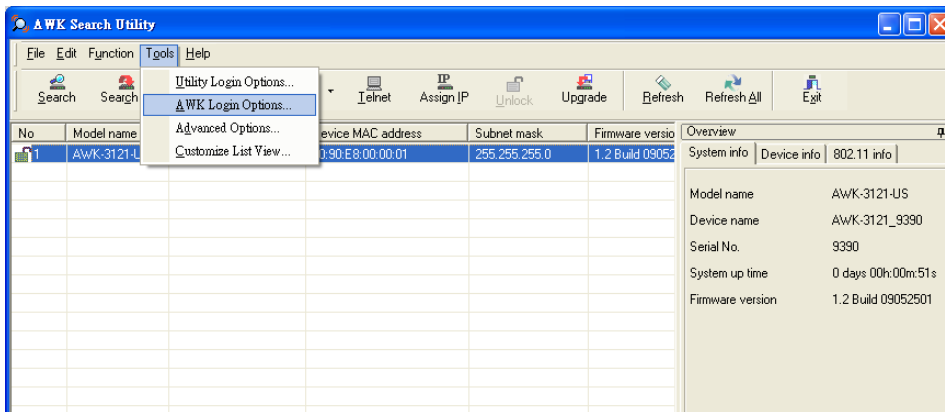 AWK Search Utility
File Edit Function Tools Help
Search Search Telnet Assign IP Unlock Upgrade Refresh Refresh All Exit
Utility Login Options...
AWK Login Options...
Advanced Options...
Customize List View...
No Model name evice MAC address Subnet mask Firmware versio
1 AWK-3121-U 0:90:E8:00:00:01 255.255.255.0 1.2 Build 09052
Overview
System info Device info 802.11 info
Model name AWK-3121-US
Device name AWK-3121_9390
Serial No. 9390
System up time 0 days 00h:00m:51s
Firmware version 1.2 Build 09052501